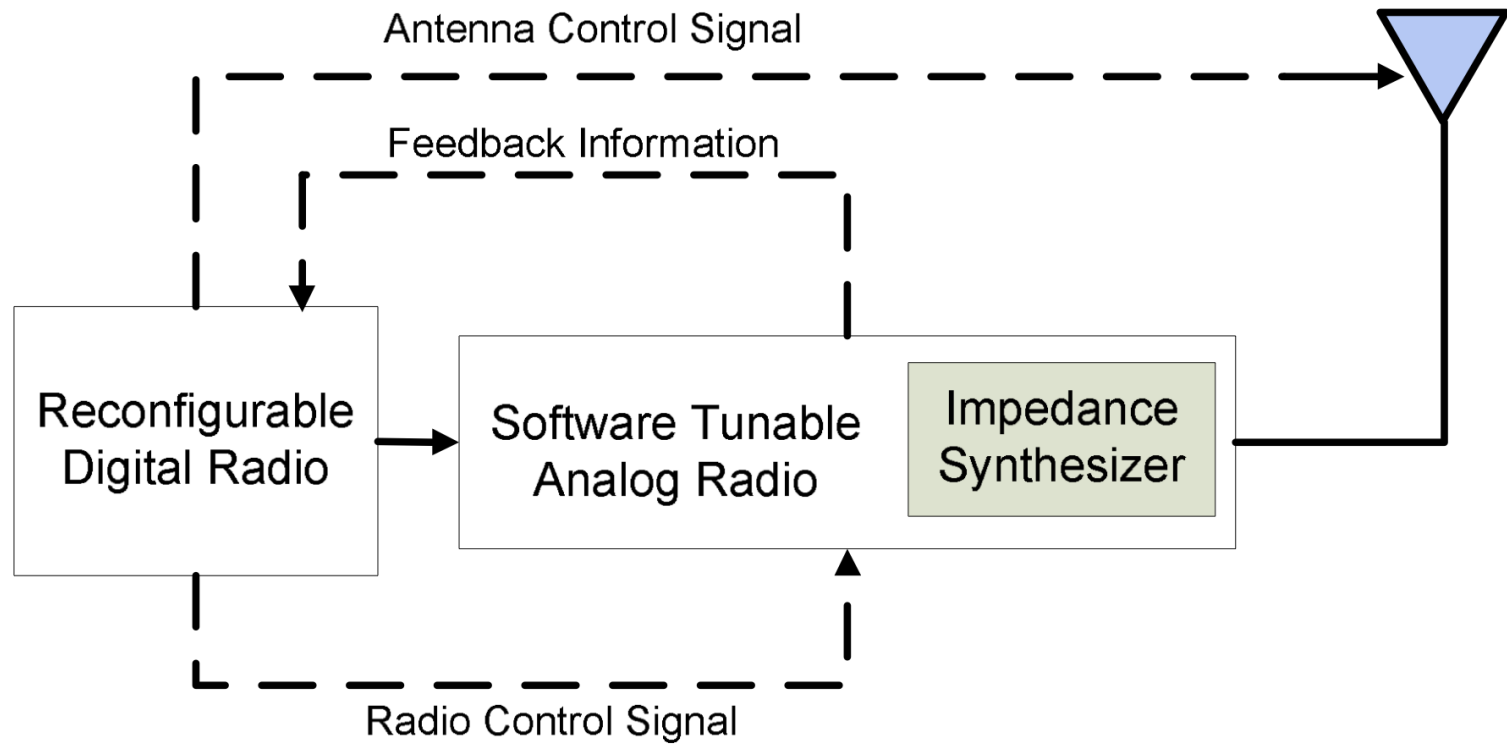 Antenna Control Signal
Feedback Information
Reconfigurable
Digital Radio
Software Tunable
Analog Radio
Impedance
Synthesizer
Radio Control Signal